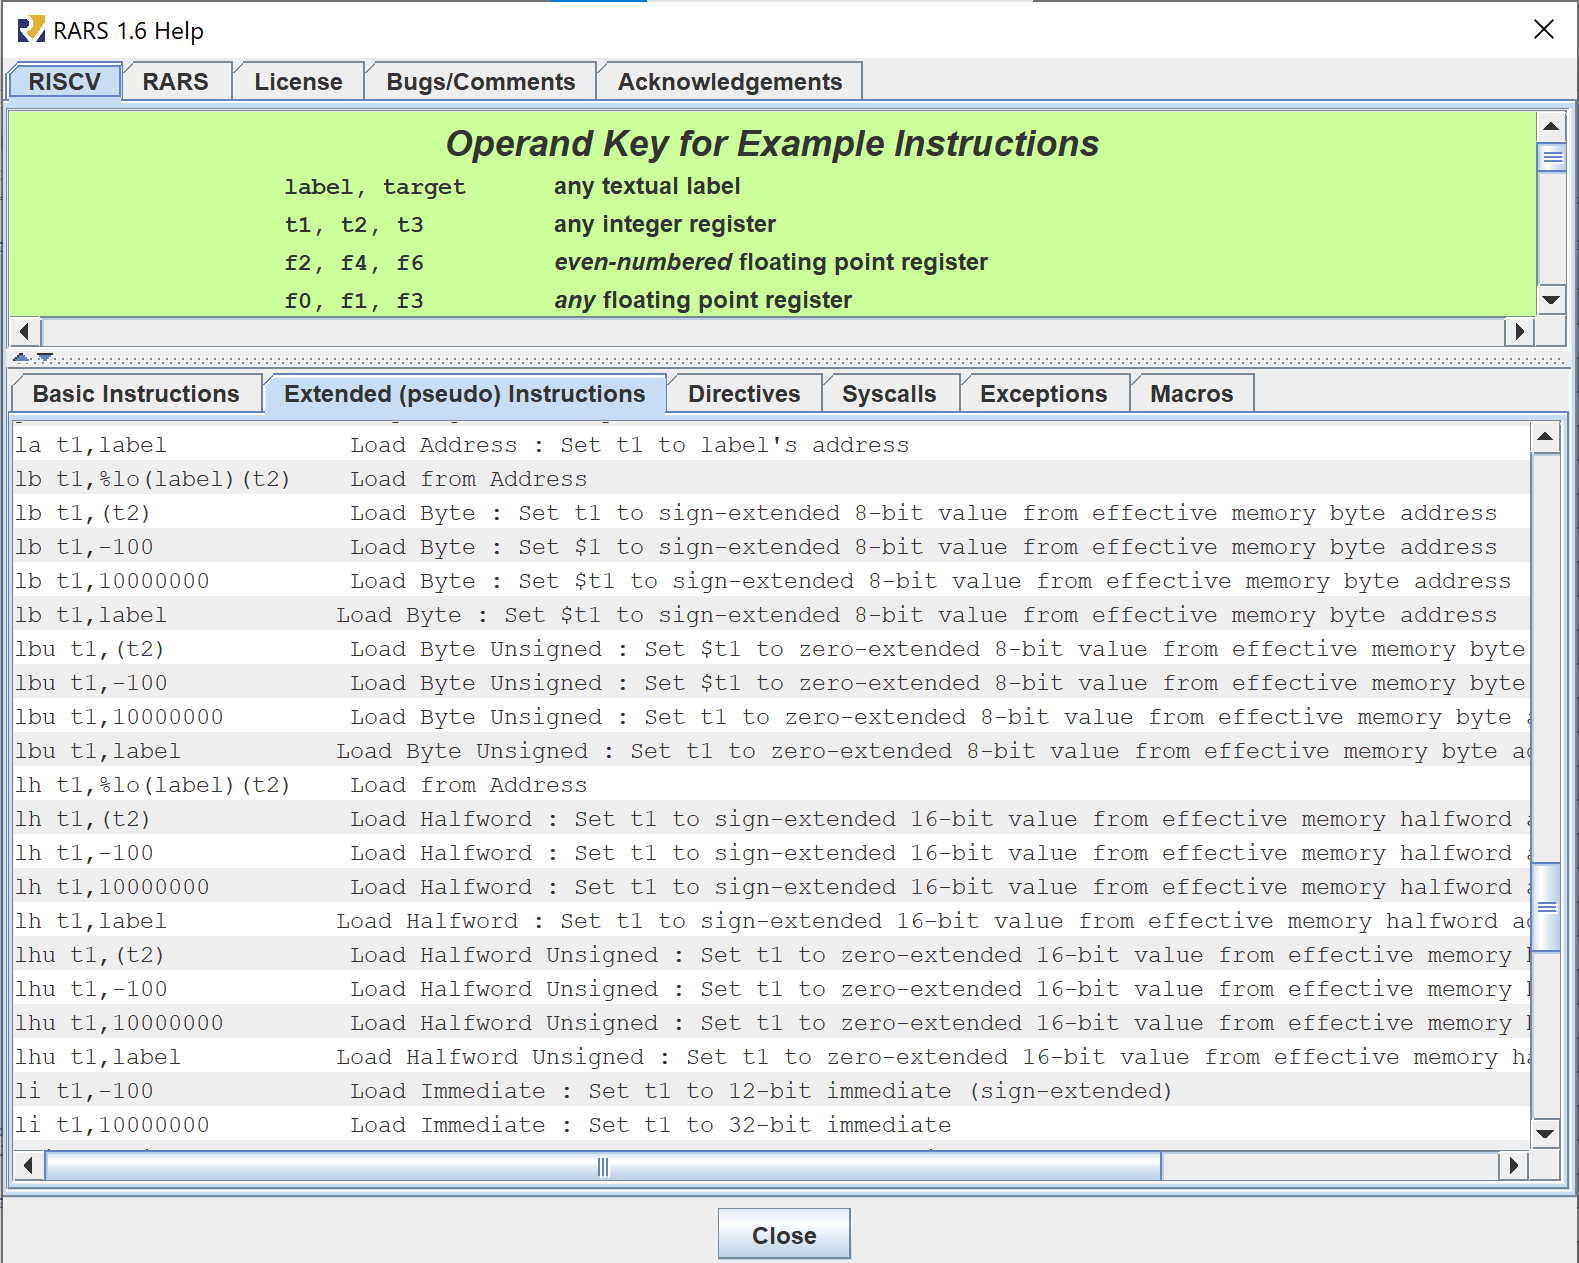 RARS 1.6 Help
RISCV RARS License Bugs/Comments Acknowledgements
Operand Key for Example Instructions
label, target any textual label
t1, t2, t3 any integer register
f2, f4, f6 even-numbered floating point register
f0, f1, f3 any floating point register
Basic Instructions Extended (pseudo) Instructions Directives Syscalls Exceptions Macros
la t1,label Load Address : Set t1 to label's address
lb t1,%lo(label)(t2) Load from Address
lb t1,(t2) Load Byte : Set t1 to sign-extended 8-bit value from effective memory byte address
lb t1,-100 Load Byte : Set $1 to sign-extended 8-bit value from effective memory byte address
lb t1,10000000 Load Byte : Set $t1 to sign-extended 8-bit value from effective memory byte address
lb t1,label Load Byte : Set $t1 to sign-extended 8-bit value from effective memory byte address
lbu t1,(t2) Load Byte Unsigned : Set $t1 to zero-extended 8-bit value from effective memory byte
lbu t1,-100 Load Byte Unsigned : Set $t1 to zero-extended 8-bit value from effective memory byte
lbu t1,10000000 Load Byte Unsigned : Set t1 to zero-extended 8-bit value from effective memory byte
lbu t1,label Load Byte Unsigned : Set t1 to zero-extended 8-bit value from effective memory byte
lh t1,%lo(label)(t2) Load from Address
lh t1,(t2) Load Halfword : Set t1 to sign-extended 16-bit value from effective memory halfword
lh t1,-100 Load Halfword : Set t1 to sign-extended 16-bit value from effective memory halfword
lh t1,10000000 Load Halfword : Set t1 to sign-extended 16-bit value from effective memory halfword
lh t1,label Load Halfword : Set t1 to sign-extended 16-bit value from effective memory halfword
lhu t1,(t2) Load Halfword Unsigned : Set t1 to zero-extended 16-bit value from effective memory
lhu t1,-100 Load Halfword Unsigned : Set t1 to zero-extended 16-bit value from effective memory
lhu t1,10000000 Load Halfword Unsigned : Set t1 to zero-extended 16-bit value from effective memory
lhu t1,label Load Halfword Unsigned : Set t1 to zero-extended 16-bit value from effective memory
li t1,-100 Load Immediate : Set t1 to 12-bit immediate (sign-extended)
li t1,10000000 Load Immediate : Set t1 to 32-bit immediate
Close